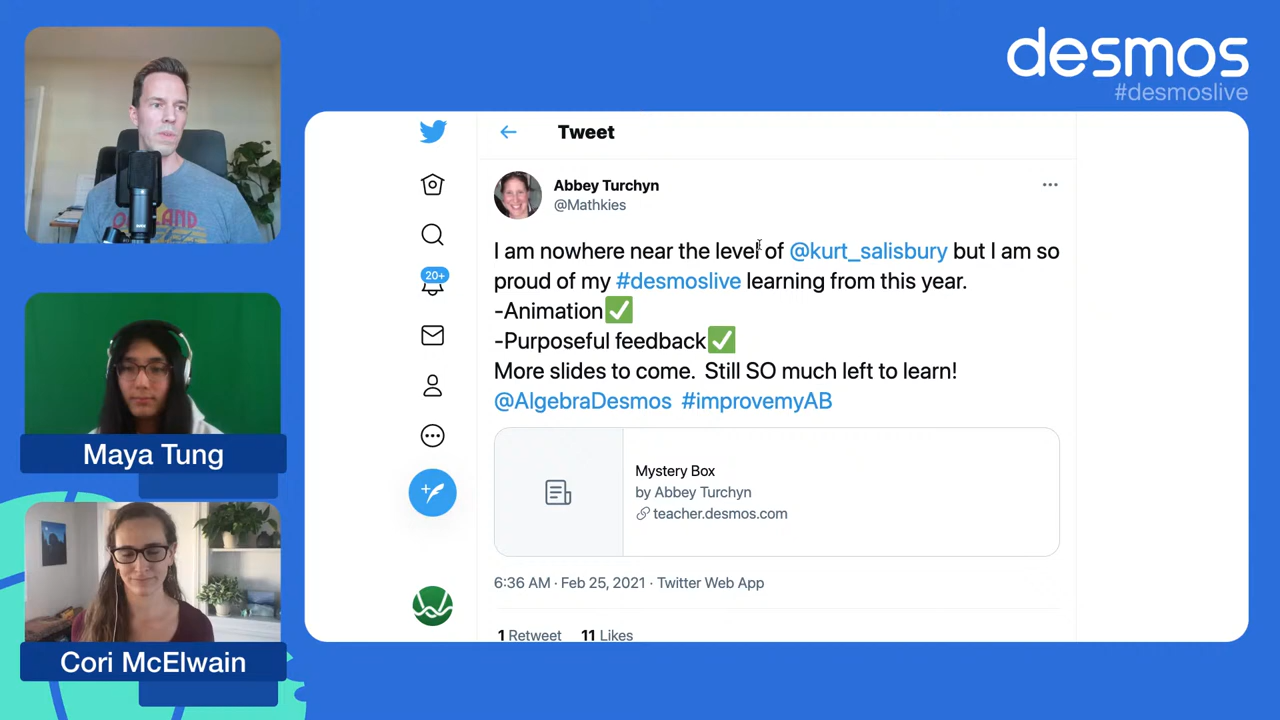 desmos
#desmoslive
Tweet
Abbey Turchyn
@Mathkies
I am nowhere near the level of @kurt_salisbury but I am so
proud of my #desmoslive learning from this year.
-Animation✅
-Purposeful feedback✅
More slides to come. Still SO much left to learn!
@AlgebraDesmos #improvemyAB
Mystery Box
by Abbey Turchyn
teacher.desmos.com
6:36 AM · Feb 25, 2021 · Twitter Web App
1 Retweet 11 Likes
20+
Maya Tung
Cori McElwain